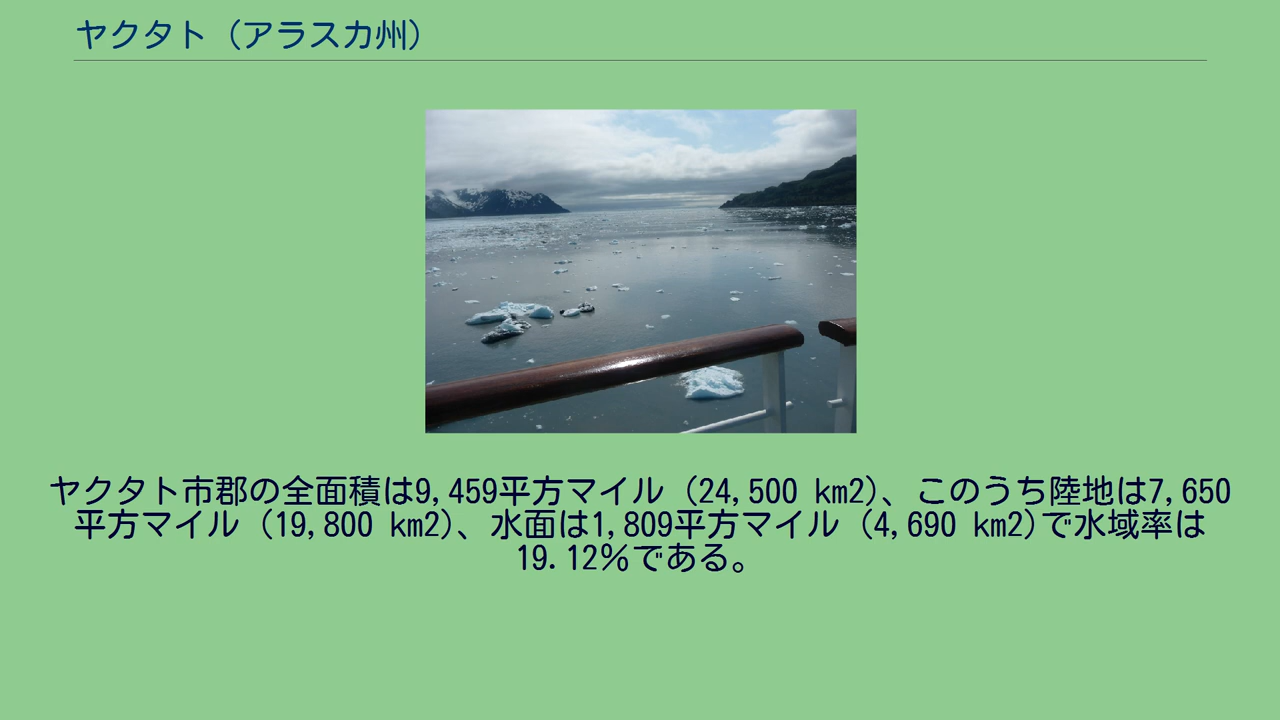 ヤクタト（アラスカ州）
ヤクタト市郡の全面積は9,459平方マイル（24,500 km2）、このうち陸地は7,650
平方マイル（19,800 km2）、水面は1,809平方マイル（4,690 km2）で水域率は
19.12％である。